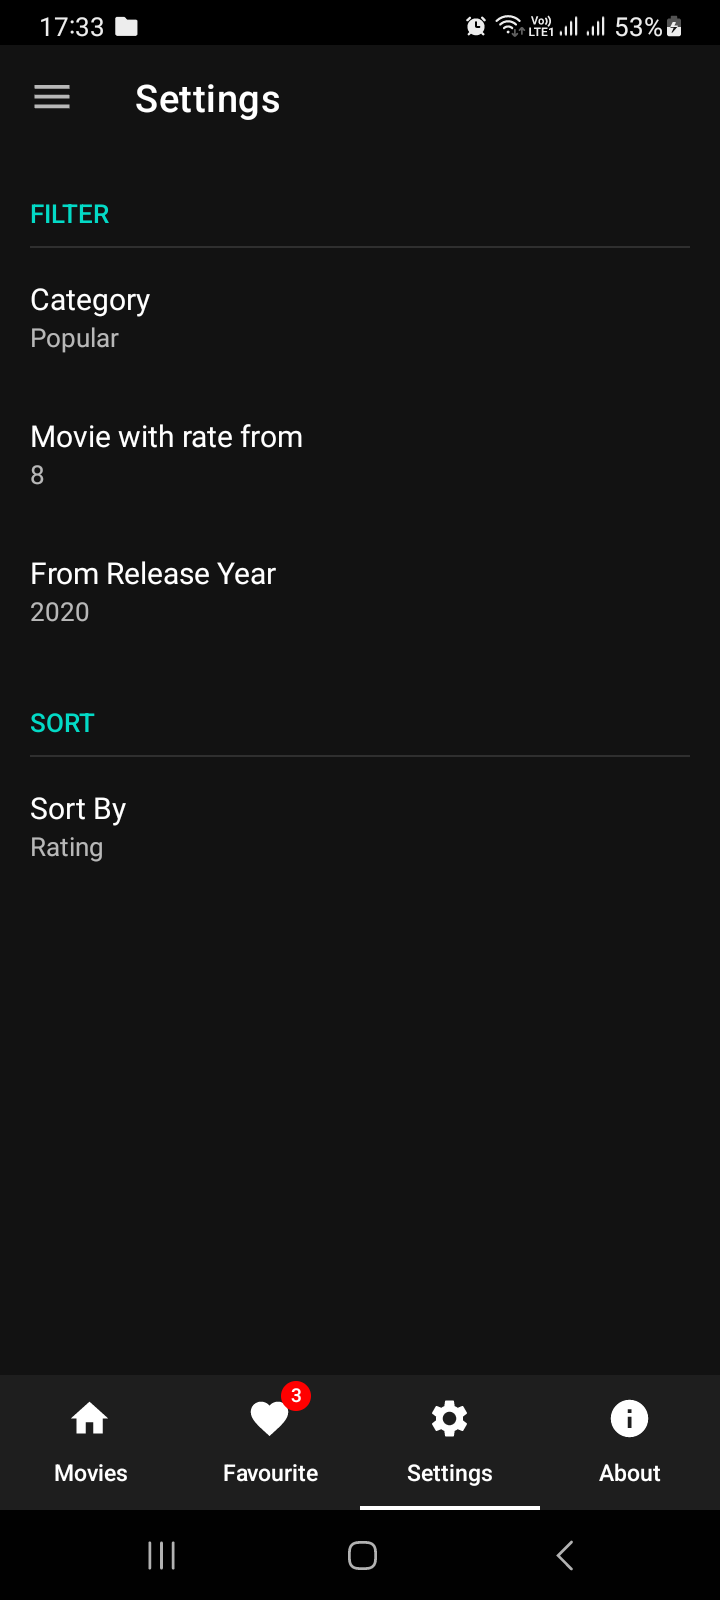 17:33
Vo)) LTE1 53%
Settings
FILTER
Category
Popular
Movie with rate from
8
From Release Year
2020
SORT
Sort By
Rating
3
Movies Favourite Settings About